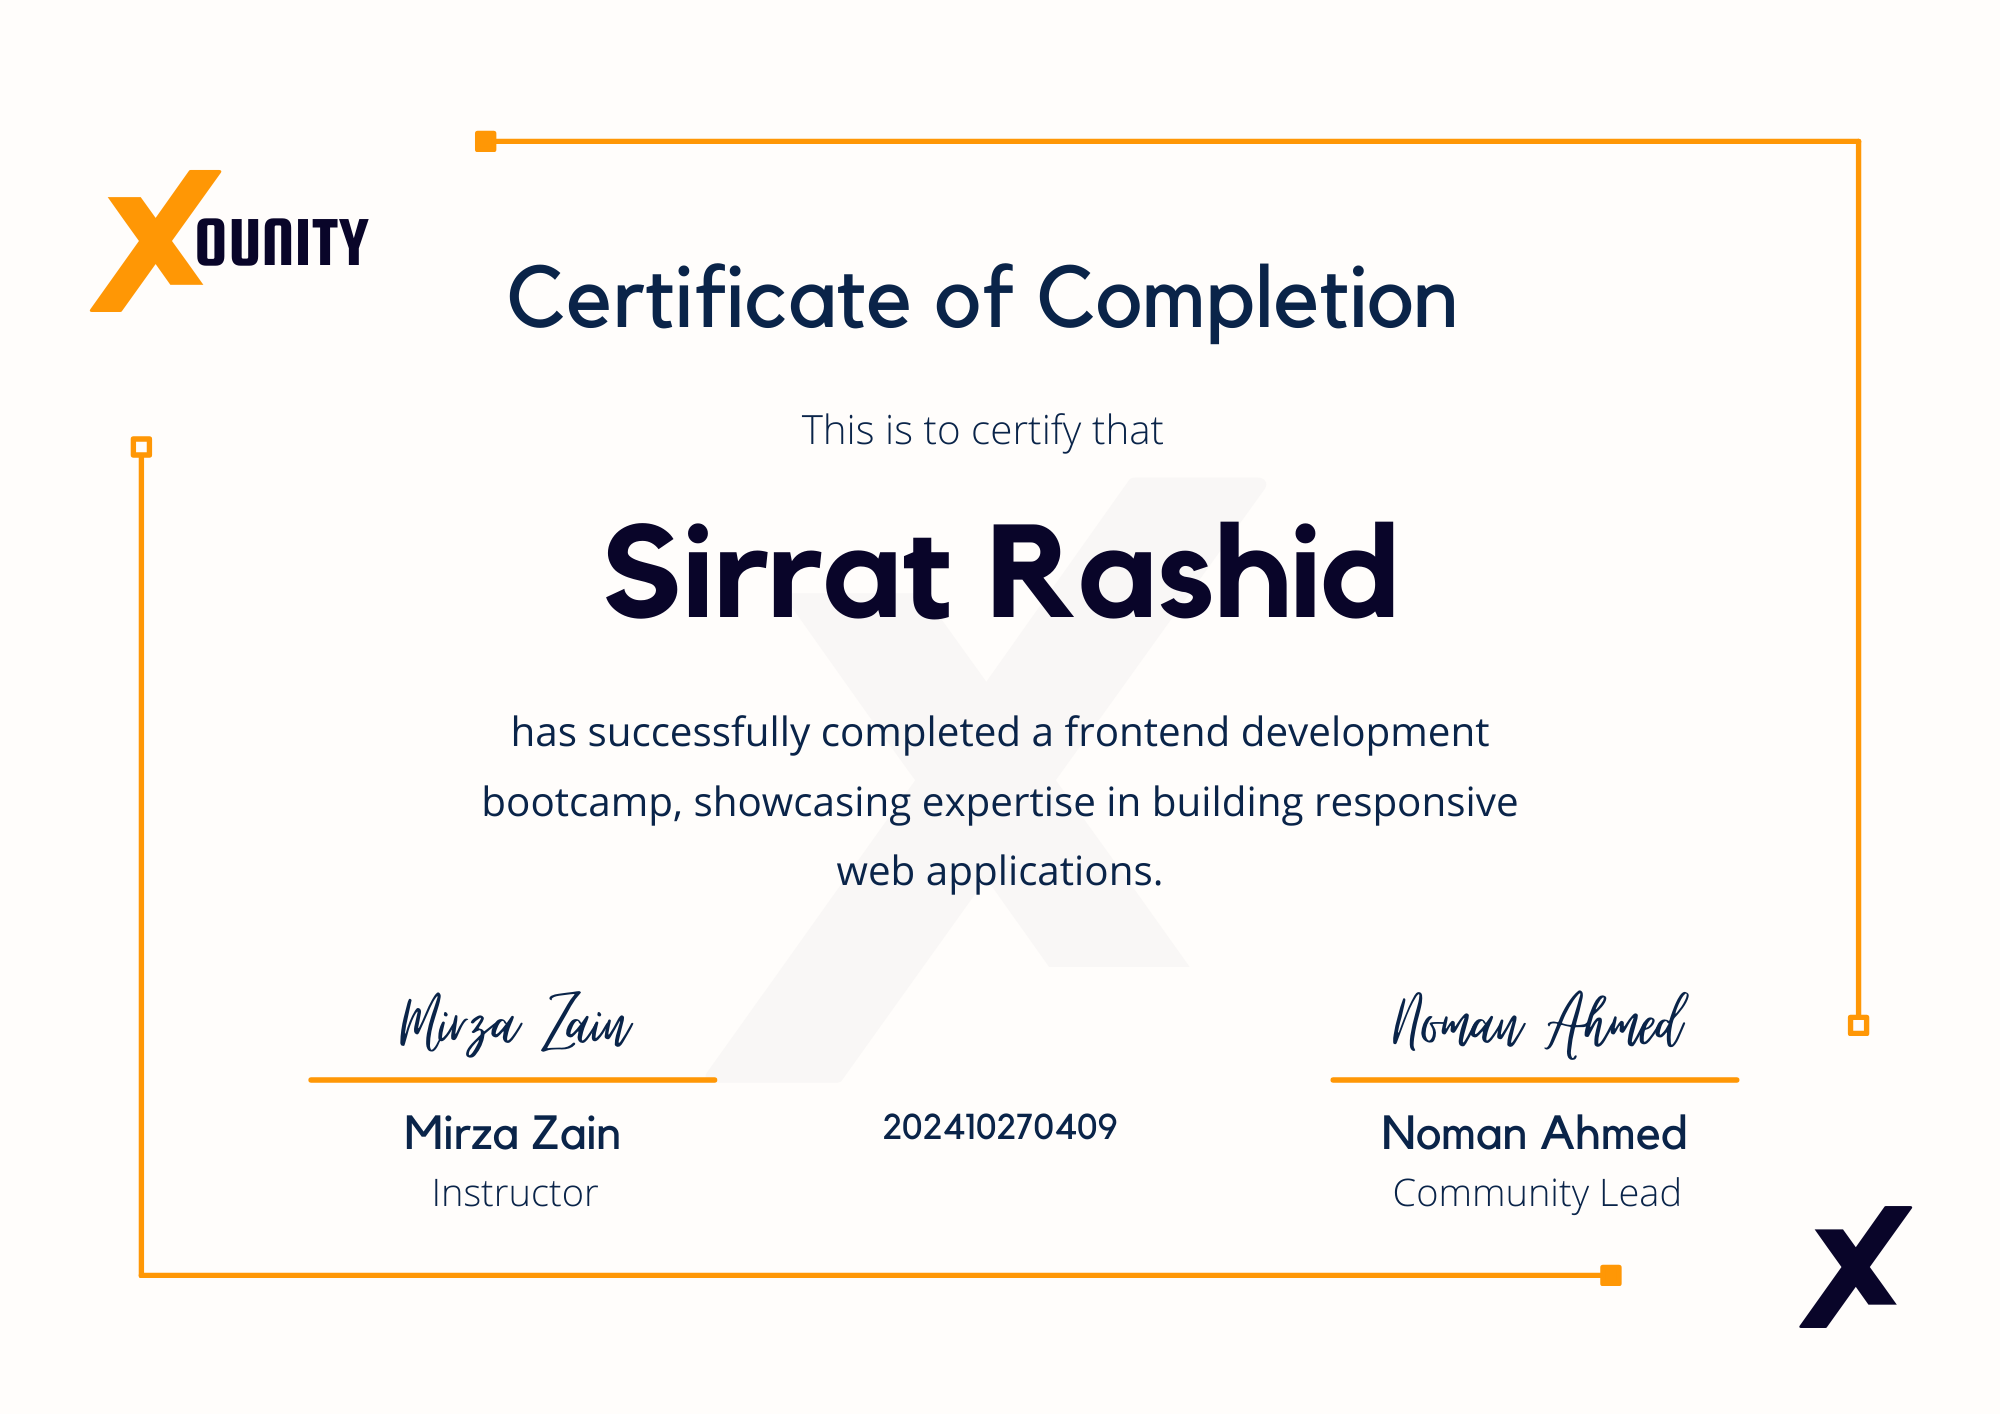 XOUNITY
Certificate of Completion
This is to certify that
Sirrat Rashid
has successfully completed a frontend development
bootcamp, showcasing expertise in building responsive
web applications.
Mirza Zain
Noman Ahmed
Mirza Zain
202410270409
Noman Ahmed
Instructor
Community Lead
X